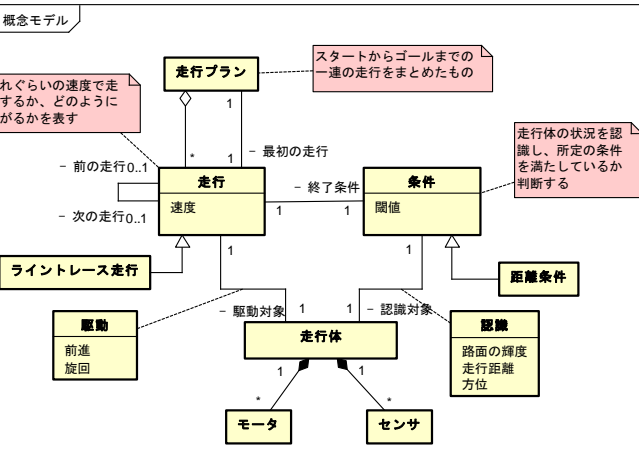 概念モデル
走行プラン
スタートからゴールまでの
一連の走行をまとめたもの
れぐらいの速度で走
するか、どのように
がるかを表す
1
*
1
- 最初の走行
走行体の状況を認
識し、所定の条件
を満たしているか
判断する
- 前の走行0..1
走行
速度
- 終了条件
1
1
条件
閾値
- 次の走行0..1
1
1
ライントレース走行
距離条件
- 駆動対象
1
1
- 認識対象
駆動
前進
旋回
走行体
認識
路面の輝度
走行距離
方位
1
1
*
*
モータ
センサ